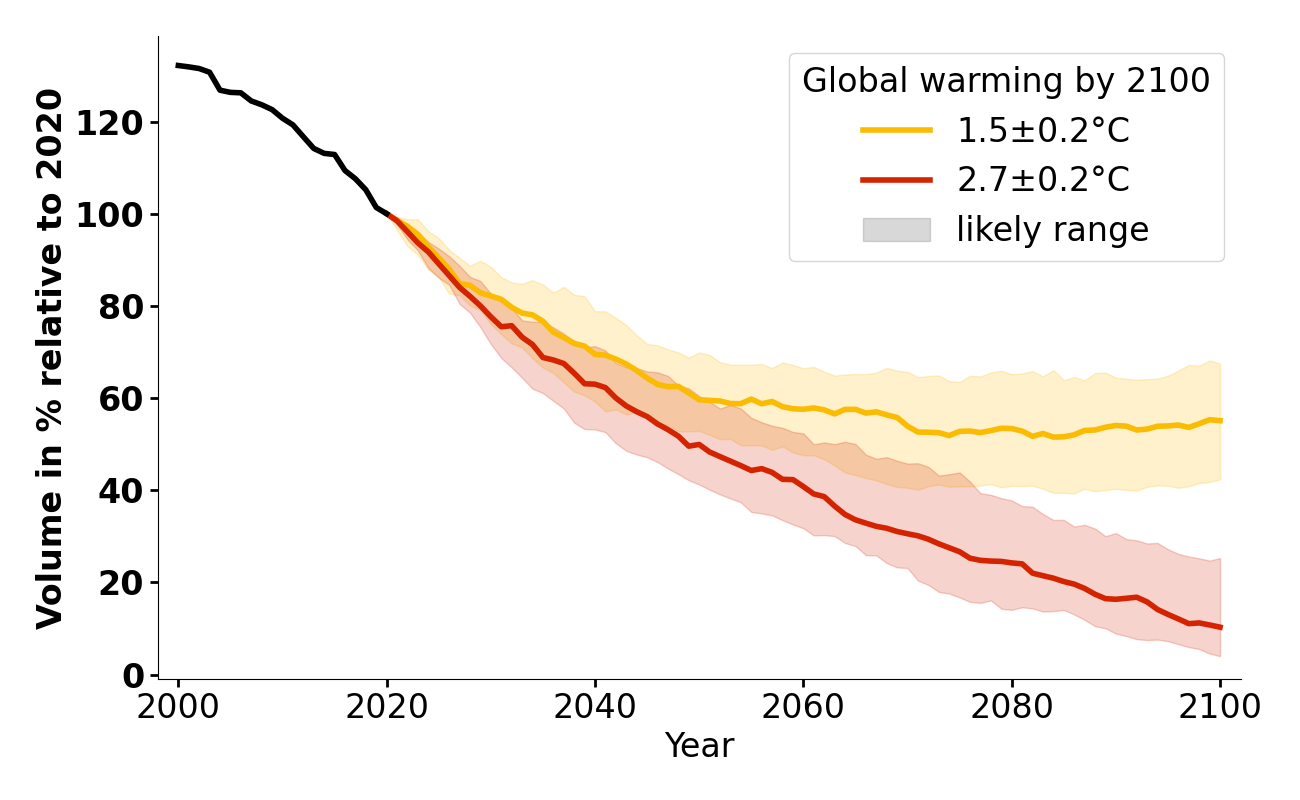 Volume in % relative to 2020
120
100
80
60
40
20
0
2000 2020 2040 2060 2080 2100
Year
Global warming by 2100
1.5±0.2°C
2.7±0.2°C
likely range